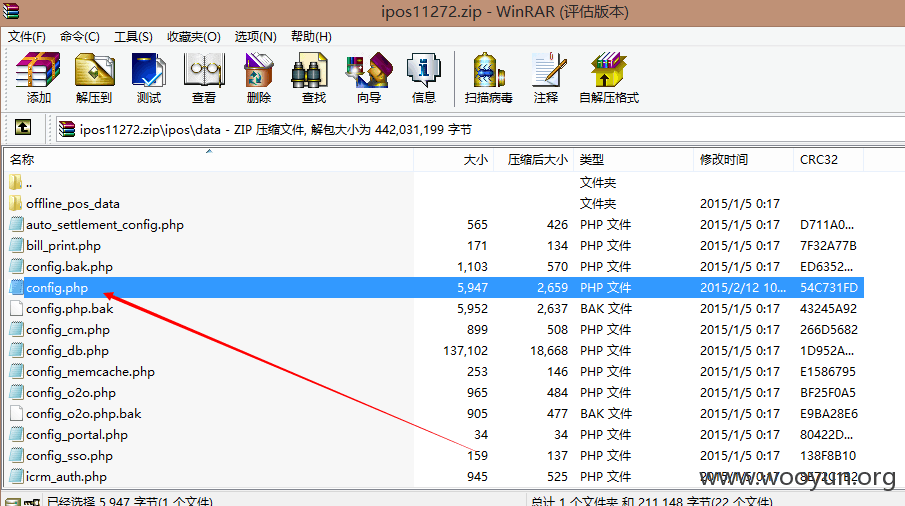 ipos11272.zip - WinRAR (评估版本)
文件(F) 命令(C) 工具(S) 收藏夹(O) 选项(N) 帮助(H)
添加 解压到 测试 查看 删除 查找 向导 信息 扫描病毒 注释 自解压格式
ipos11272.zip\ipos\data - ZIP 压缩文件, 解包大小为 442,031,199 字节
名称 大小 压缩后大小 类型 修改时间 CRC32
.. 文件夹
offline_pos_data 文件夹 2015/1/5 0:17
auto_settlement_config.php 565 426 PHP 文件 2015/1/5 0:17 D711A0...
bill_print.php 171 134 PHP 文件 2015/1/5 0:17 7F32A77B
config.bak.php 1,103 570 PHP 文件 2015/1/5 0:17 ED6352...
config.php 5,947 2,659 PHP 文件 2015/2/12 10... 54C731FD
config.php.bak 5,952 2,637 BAK 文件 2015/1/5 0:17 43245A92
config_cm.php 899 508 PHP 文件 2015/1/5 0:17 266D5682
config_db.php 137,102 18,668 PHP 文件 2015/1/5 0:17 1D952A...
config_memcache.php 253 146 PHP 文件 2015/1/5 0:17 E1586795
config_o2o.php 965 484 PHP 文件 2015/1/5 0:17 BF25F0A5
config_o2o.php.bak 905 477 BAK 文件 2015/1/5 0:17 E9BA28E6
config_portal.php 34 34 PHP 文件 2015/1/5 0:17 80422D...
config_sso.php 159 137 PHP 文件 2015/1/5 0:17 138F8B10
icrm_auth.php 945 525 PHP 文件 2015/1/5 0:17
www.wooyun.org
已经选择 5,947 字节(1 个文件) 总计 1 个文件夹 和 211,148 字节(22 个文件)